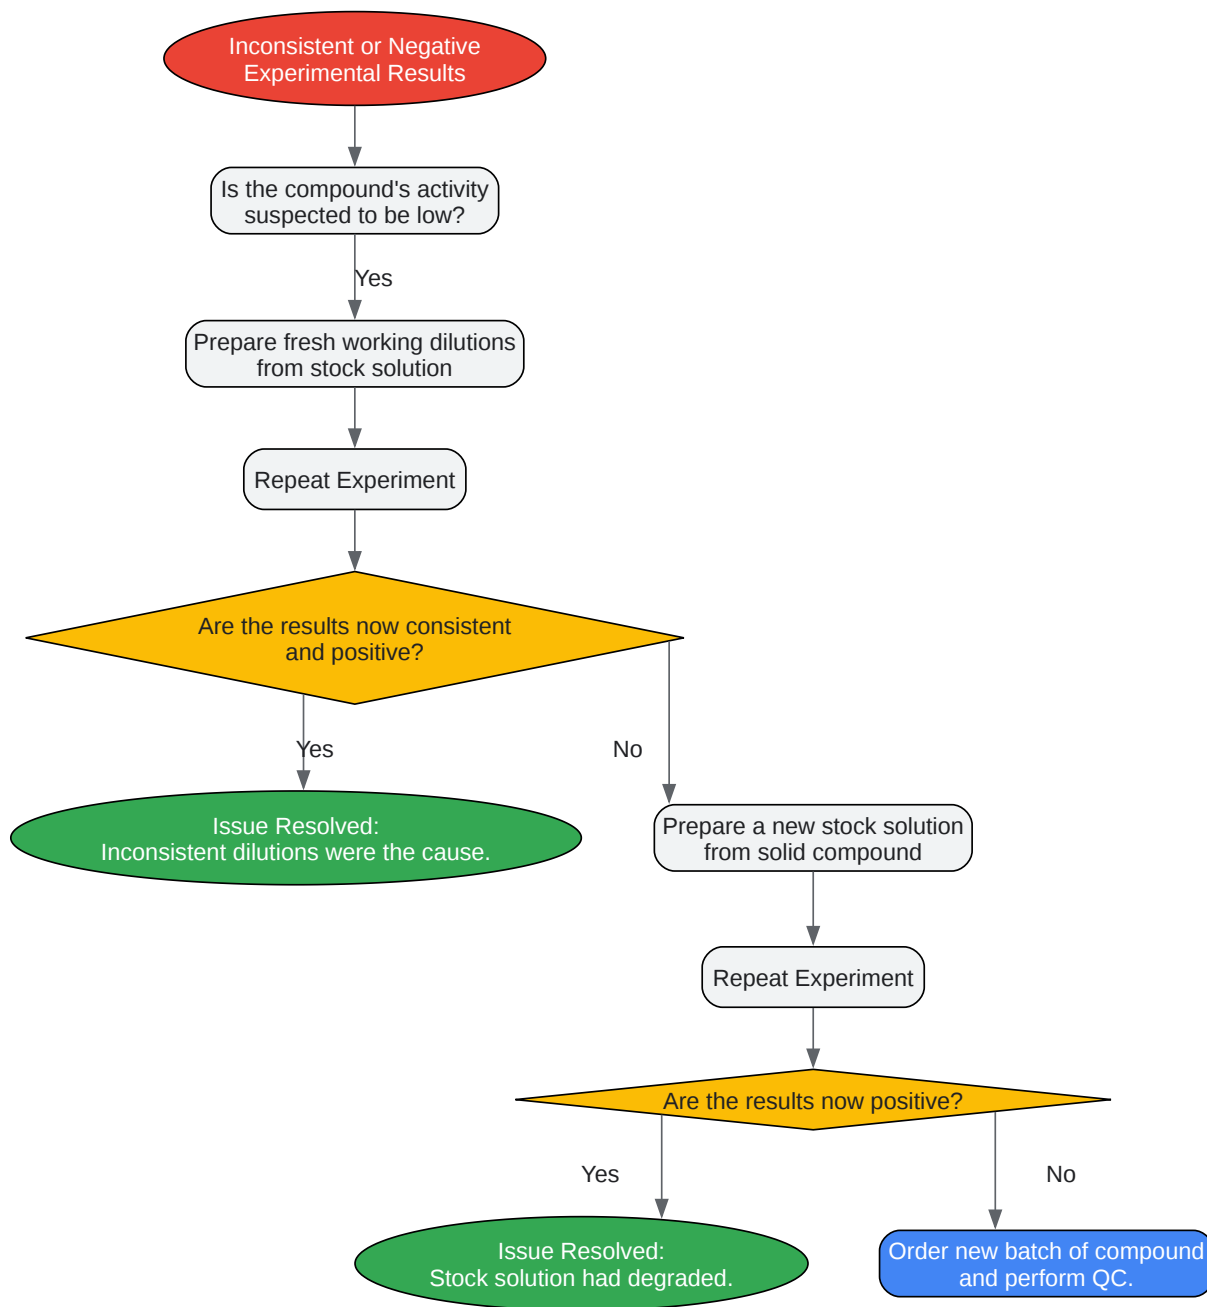 Inconsistent or Negative
Experimental Results
Is the compound's activity
suspected to be low?
Yes
Prepare fresh working dilutions
from stock solution
Repeat Experiment
Are the results now consistent
and positive?
Yes
No
Issue Resolved:
Inconsistent dilutions were the cause.
Prepare a new stock solution
from solid compound
Repeat Experiment
Are the results now positive?
Yes
No
Issue Resolved:
Stock solution had degraded.
Order new batch of compound
and perform QC.